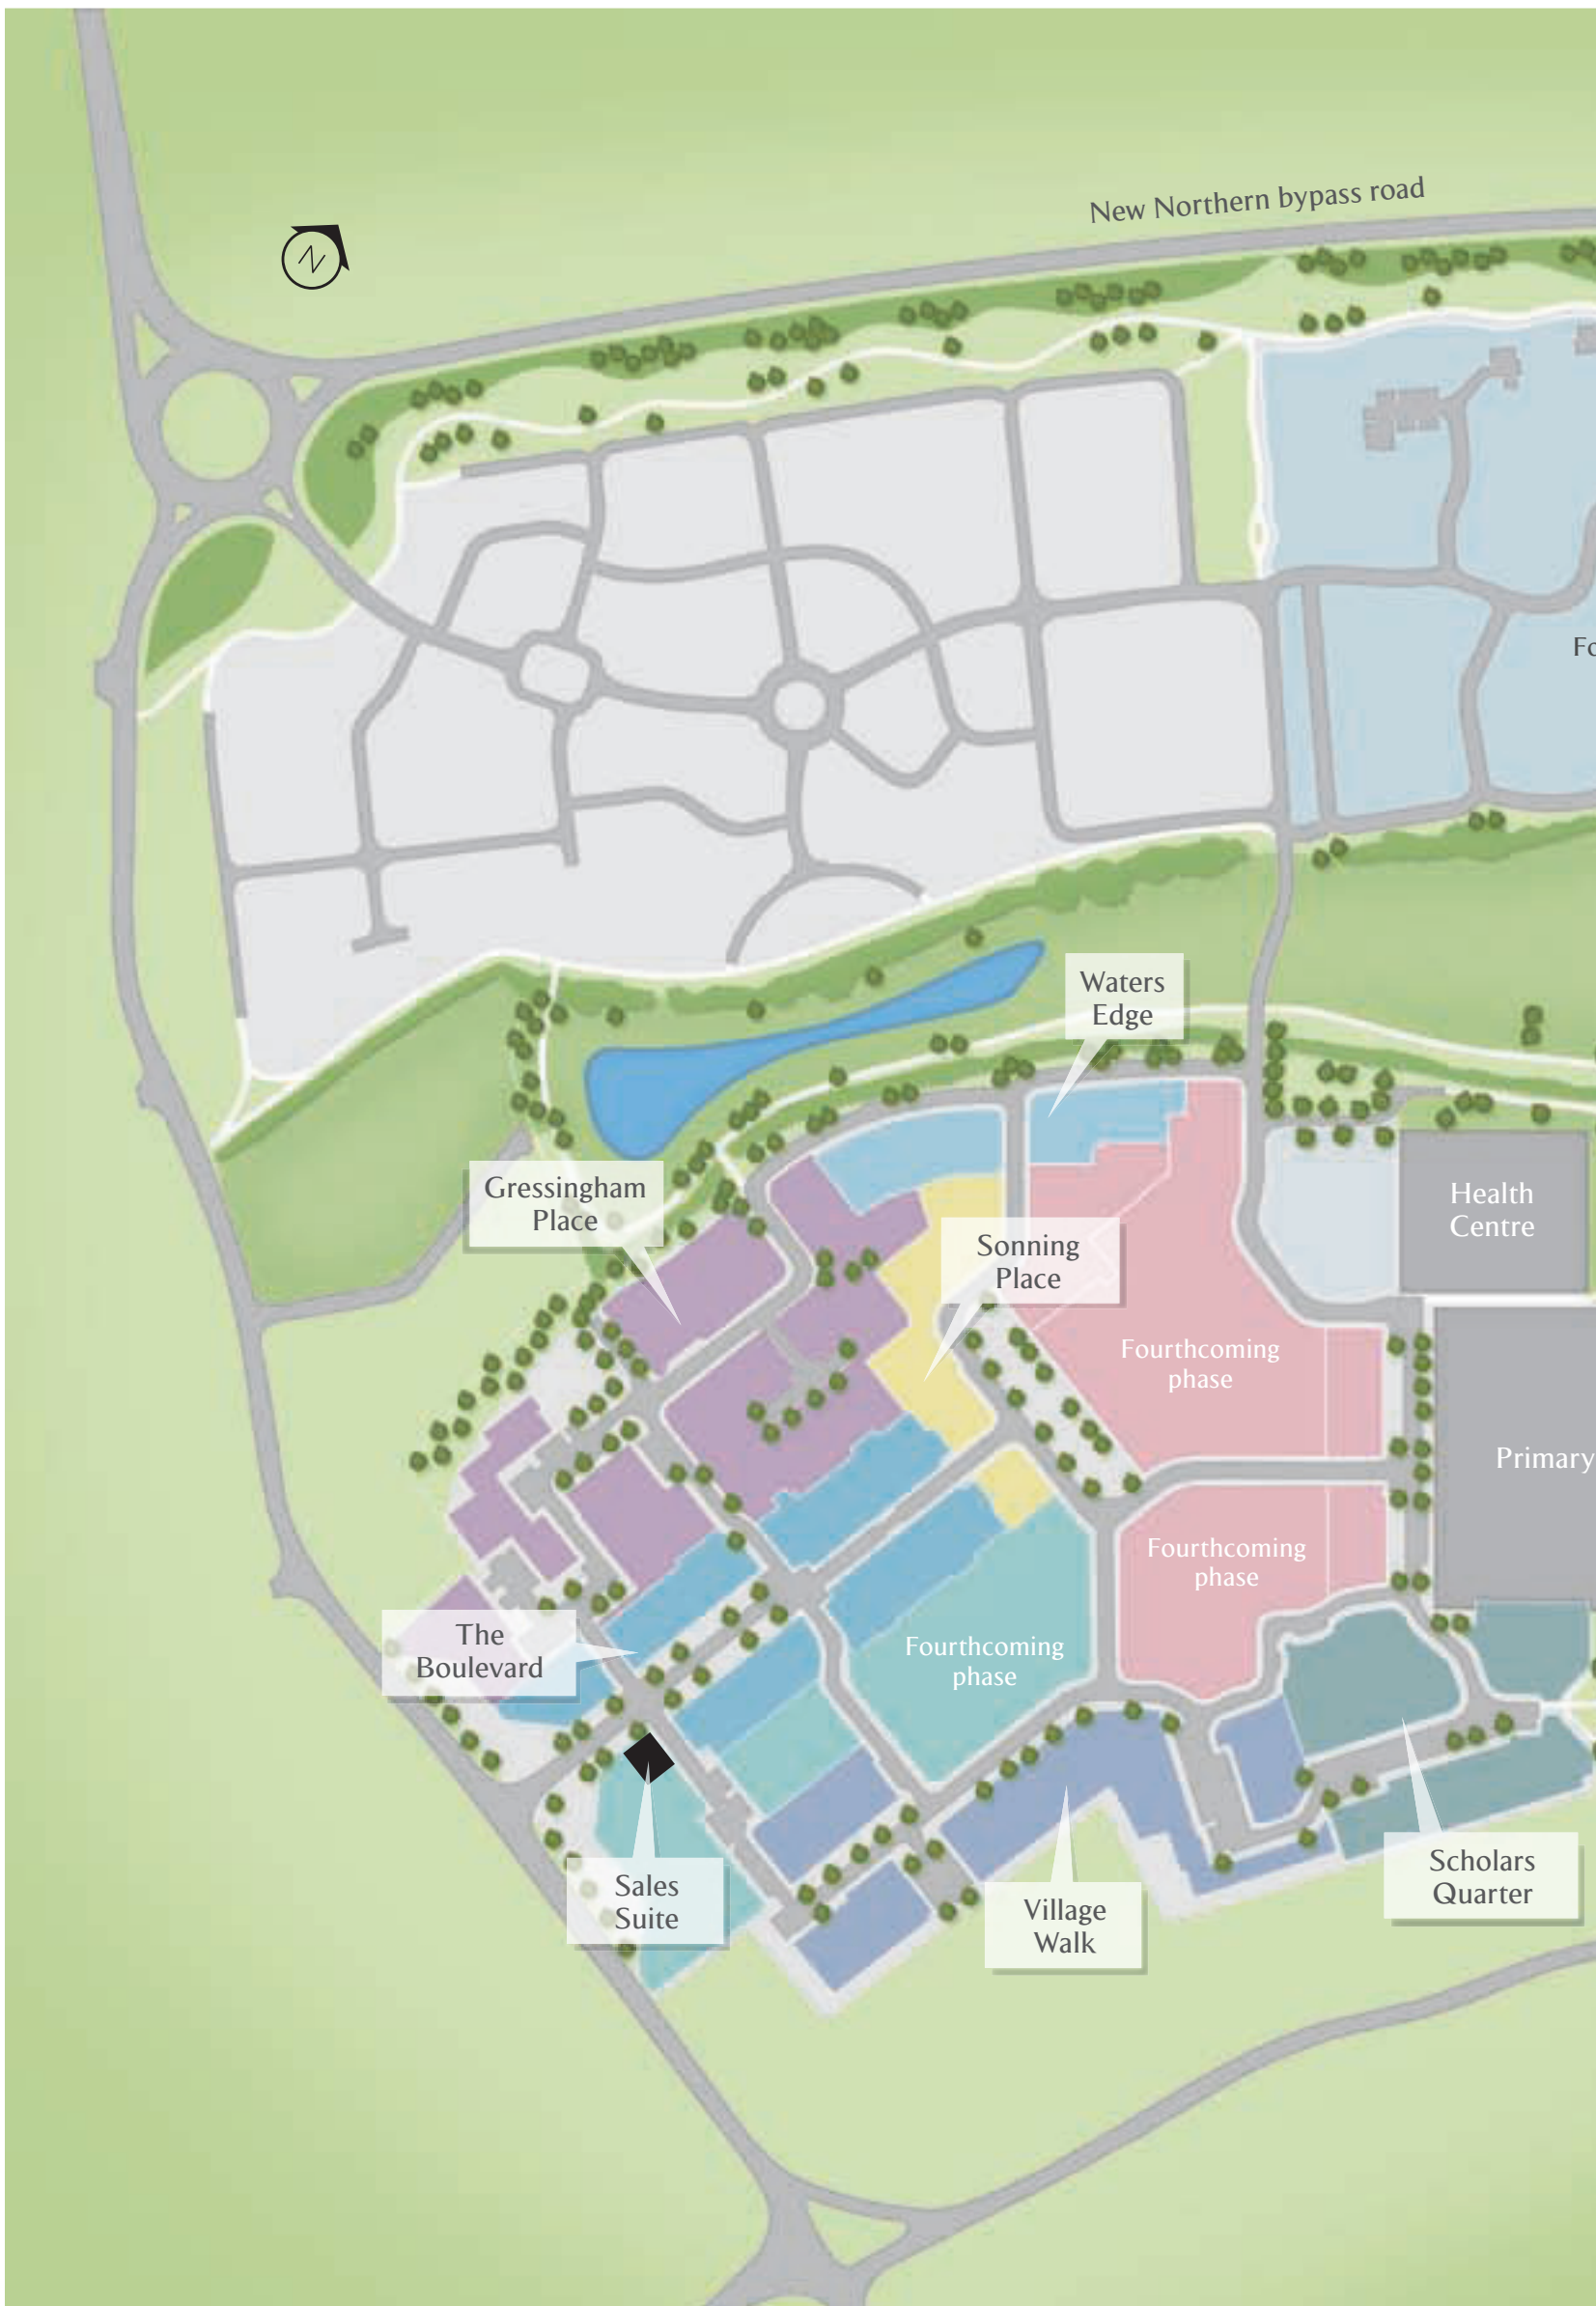 New Northern bypass road
N
Fo
Waters
Edge
Gressingham
Place
Health
Centre
Sonning
Place
Fourthcoming
phase
Primary
Fourthcoming
phase
The
Boulevard
Fourthcoming
phase
Scholars
Quarter
Sales
Suite
Village
Walk